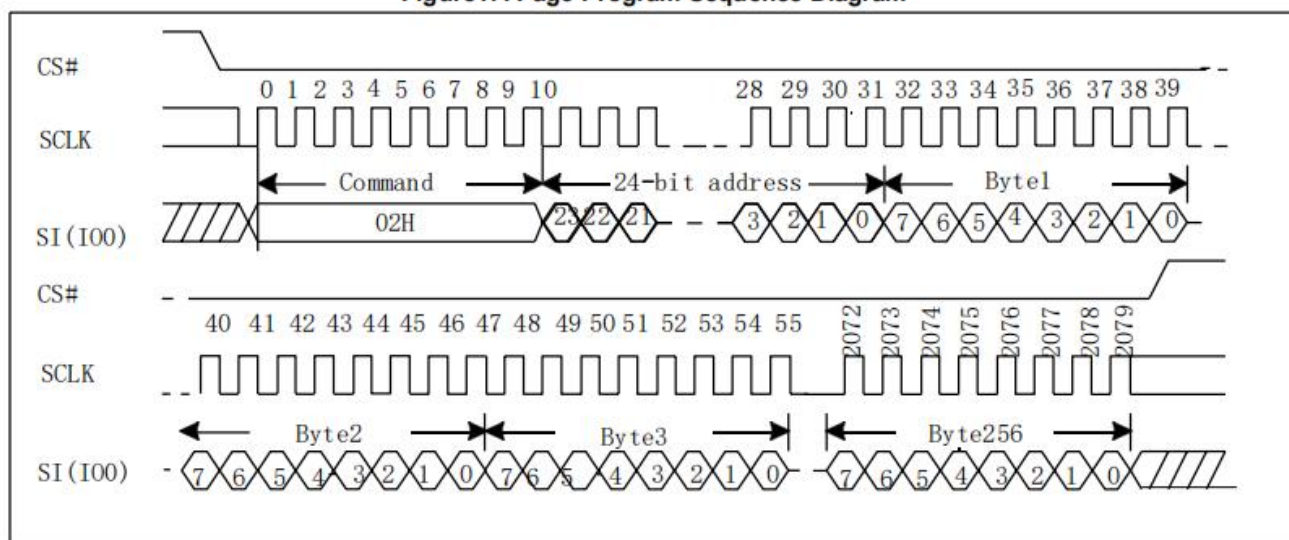 CS#
0 1 2 3 4 5 6 7 8 9 10 28 29 30 31 32 33 34 35 36 37 38 39
SCLK
Command 24-bit address Byte1
SI(IO0) 02H 23 22 21 3 2 1 0 7 6 5 4 3 2 1 0
CS#
40 41 42 43 44 45 46 47 48 49 50 51 52 53 54 55 2072 2073 2074 2075 2076 2077 2078 2079
SCLK
Byte2 Byte3 Byte256
SI(IO0) 7 6 5 4 3 2 1 0 7 6 5 4 3 2 1 0 7 6 5 4 3 2 1 0